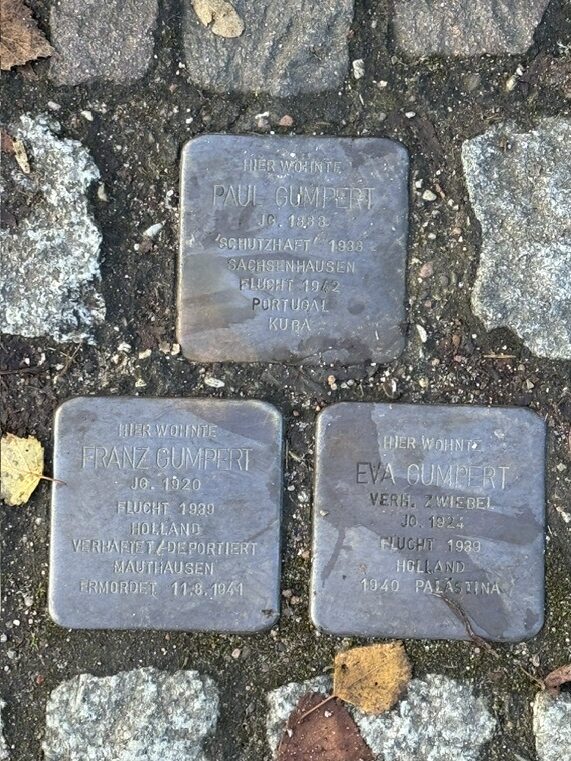 HIER WOHNTE
PAUL GUMPERT
JG. 1888
'SCHUTZHAFT' 1938
SACHSENHAUSEN
FLUCHT 1942
PORTUGAL
KUBA
HIER WOHNTE
FRANZ GUMPERT
JG. 1920
FLUCHT 1939
HOLLAND
VERHAFTET/DEPORTIERT
MAUTHAUSEN
ERMORDET 11.8.1941
HIER WOHNTE
EVA GUMPERT
VERH. ZWIEBEL
JG. 1924
FLUCHT 1939
HOLLAND
1940 PALÄSTINA